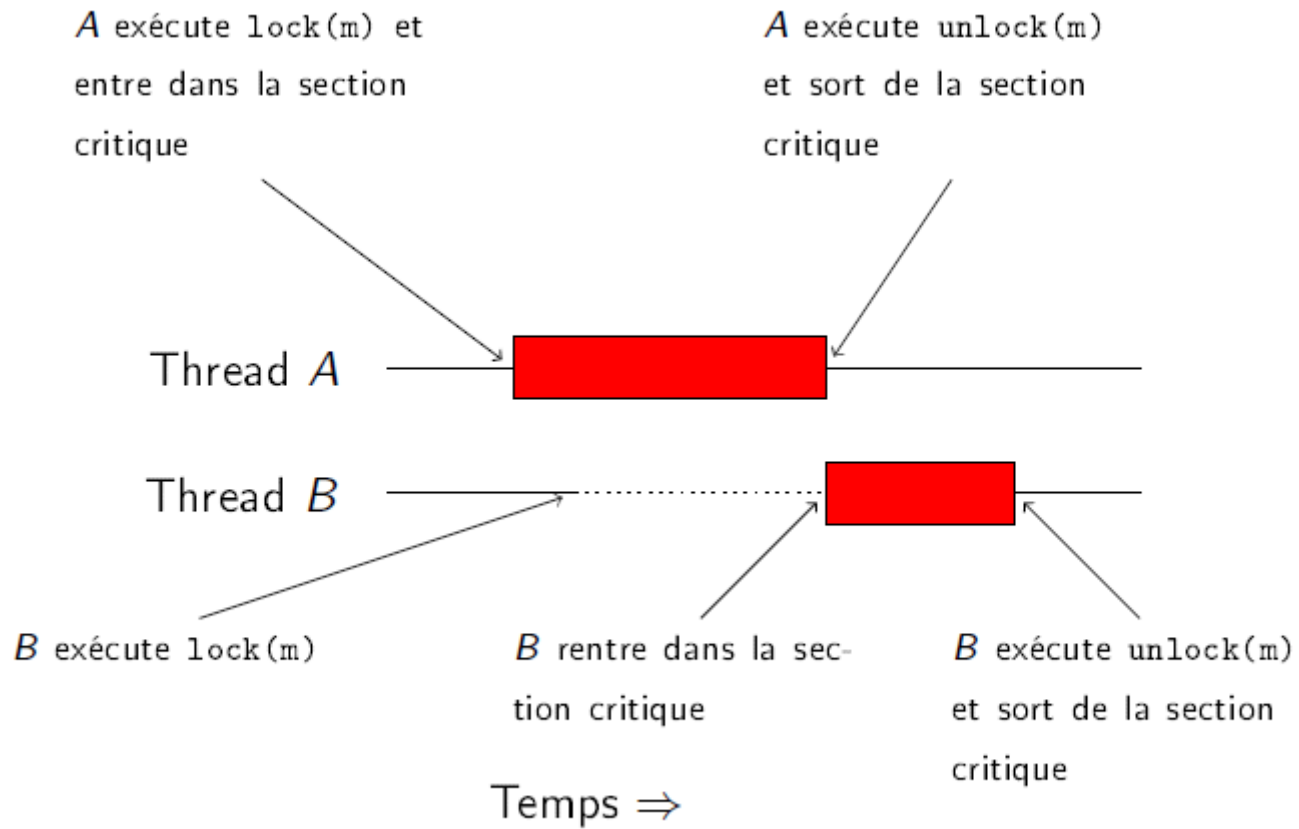 A exécute lock(m) et
entre dans la section
critique
A exécute unlock(m)
et sort de la section
critique
Thread A
Thread B
B exécute lock(m)
B rentre dans la sec-
tion critique
B exécute unlock(m)
et sort de la section
critique
Temps ⇒